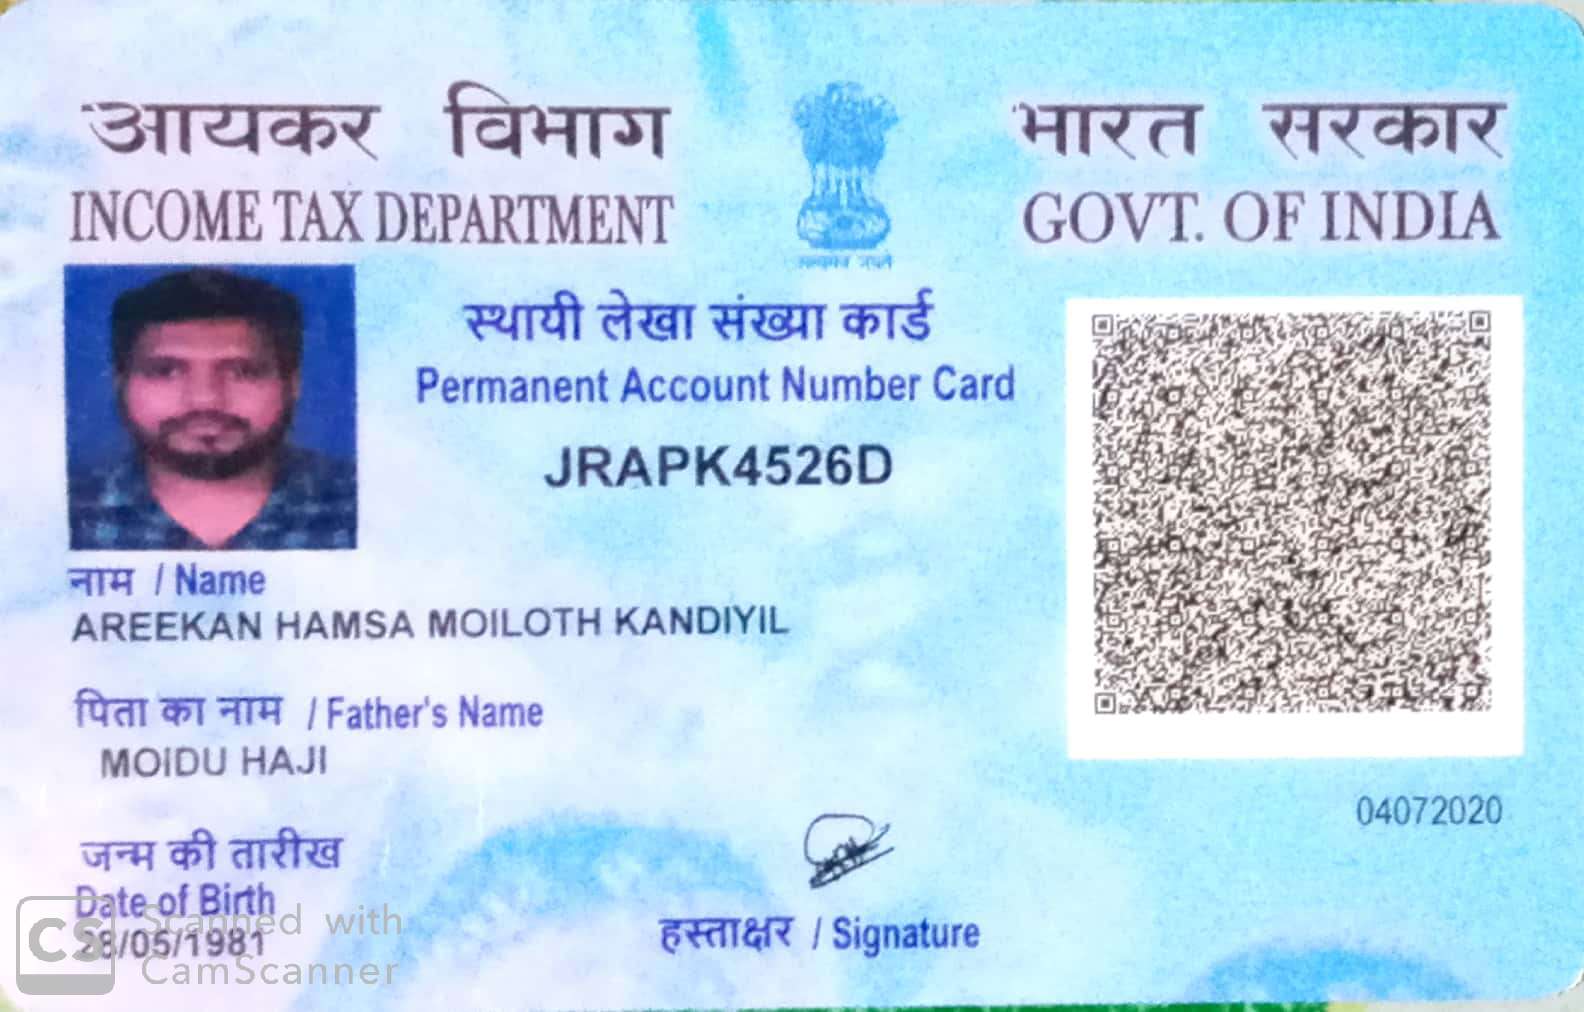 आयकर विभाग
INCOME TAX DEPARTMENT
भारत सरकार
GOVT. OF INDIA
सत्यमेव जयते
स्थायी लेखा संख्या कार्ड
Permanent Account Number Card
JRAPK4526D
नाम / Name
AREEKAN HAMSA MOILOTH KANDIYIL
पिता का नाम / Father's Name
MOIDU HAJI
04072020
जन्म की तारीख
Date of Birth
/05/1981
हस्ताक्षर / Signature
CS
Scanned with
CamScanner